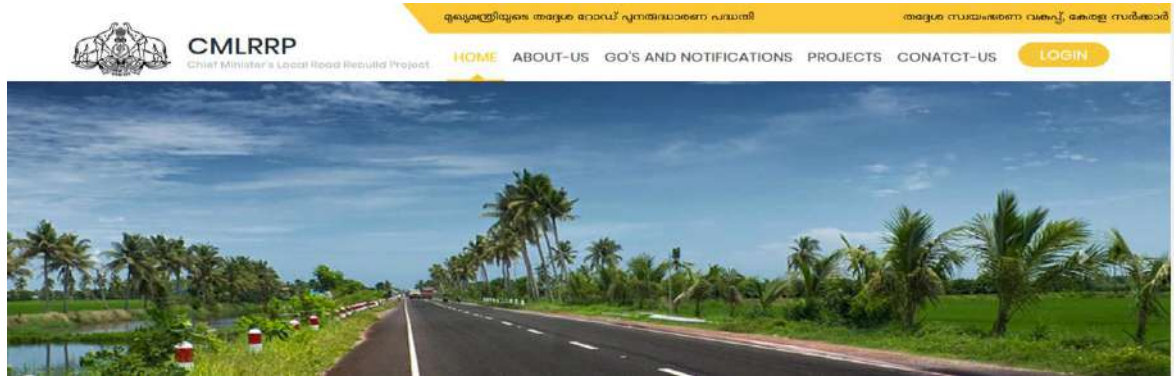 മുഖ്യമന്ത്രിയുടെ തദ്ദേശ റോഡ് പുനരുദ്ധാരണ പദ്ധതി
തദ്ദേശ സ്വയംഭരണ വകുപ്പ്, കേരള സർക്കാർ
CMLRRP
Chief Minister's Local Road Rebuild Project
HOME ABOUT-US GO'S AND NOTIFICATIONS PROJECTS CONATCT-US LOGIN